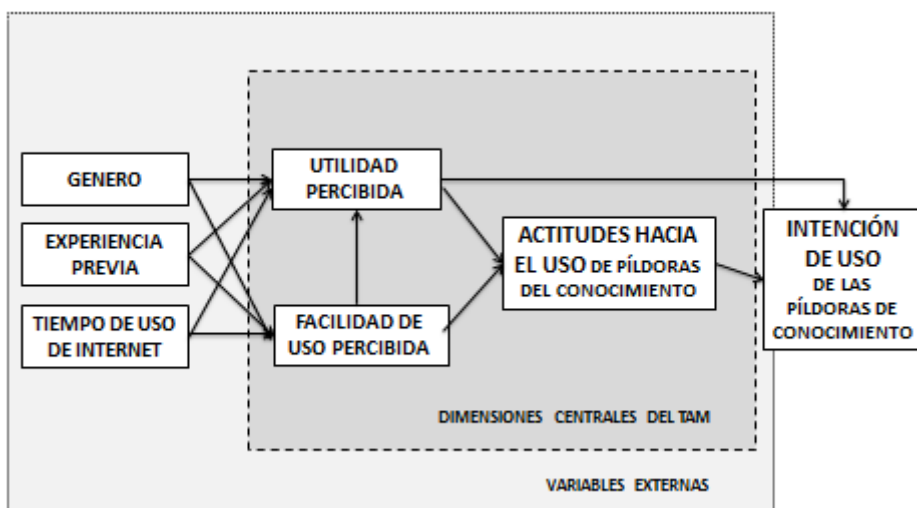 GENERO
EXPERIENCIA
PREVIA
TIEMPO DE USO
DE INTERNET
UTILIDAD
PERCIBIDA
FACILIDAD DE
USO PERCIBIDA
ACTITUDES HACIA
EL USO DE PÍLDORAS
DEL CONOCIMIENTO
INTENCIÓN
DE USO
DE LAS
PÍLDORAS DE
CONOCIMIENTO
DIMENSIONES CENTRALES DEL TAM
VARIABLES EXTERNAS